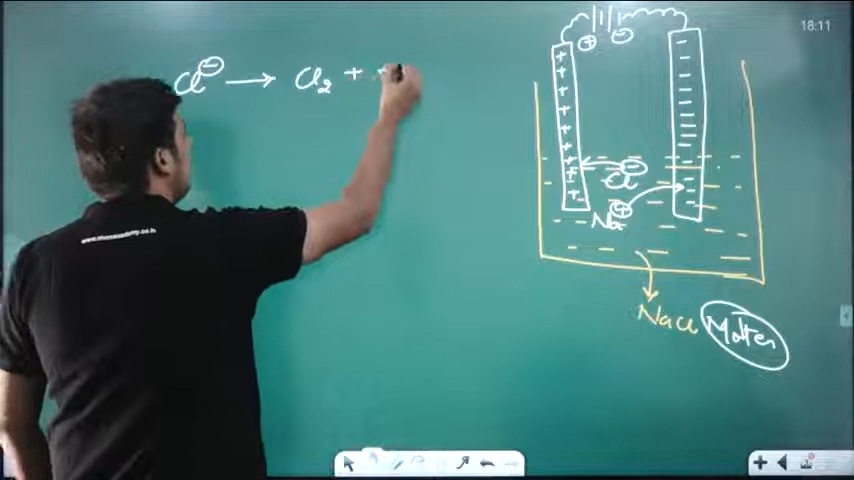 Cl⊖ → Cl2 +
18:11
⊕ ⊖
Cl⊖
Na⊕
NaCl Molten